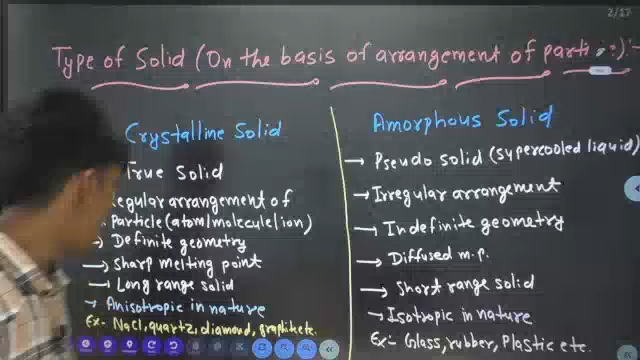 2/17
Type of Solid (On the basis of arrangement of
Crystalline Solid
True Solid
Regular arrangement of
Particle (atom/molecule/ion)
→ Definite geometry
→ Sharp melting point
→ Long range solid
→ Anisotropic in nature
Ex- NaCl, quartz, diamond, graphite etc.
Amorphous Solid
→ Pseudo solid (supercooled liquid)
→ Irregular arrangement
→ Indefinite geometry
→ Diffused m.p.
→ Short range solid
→ Isotropic in nature
Ex:- Glass, rubber, Plastic etc.